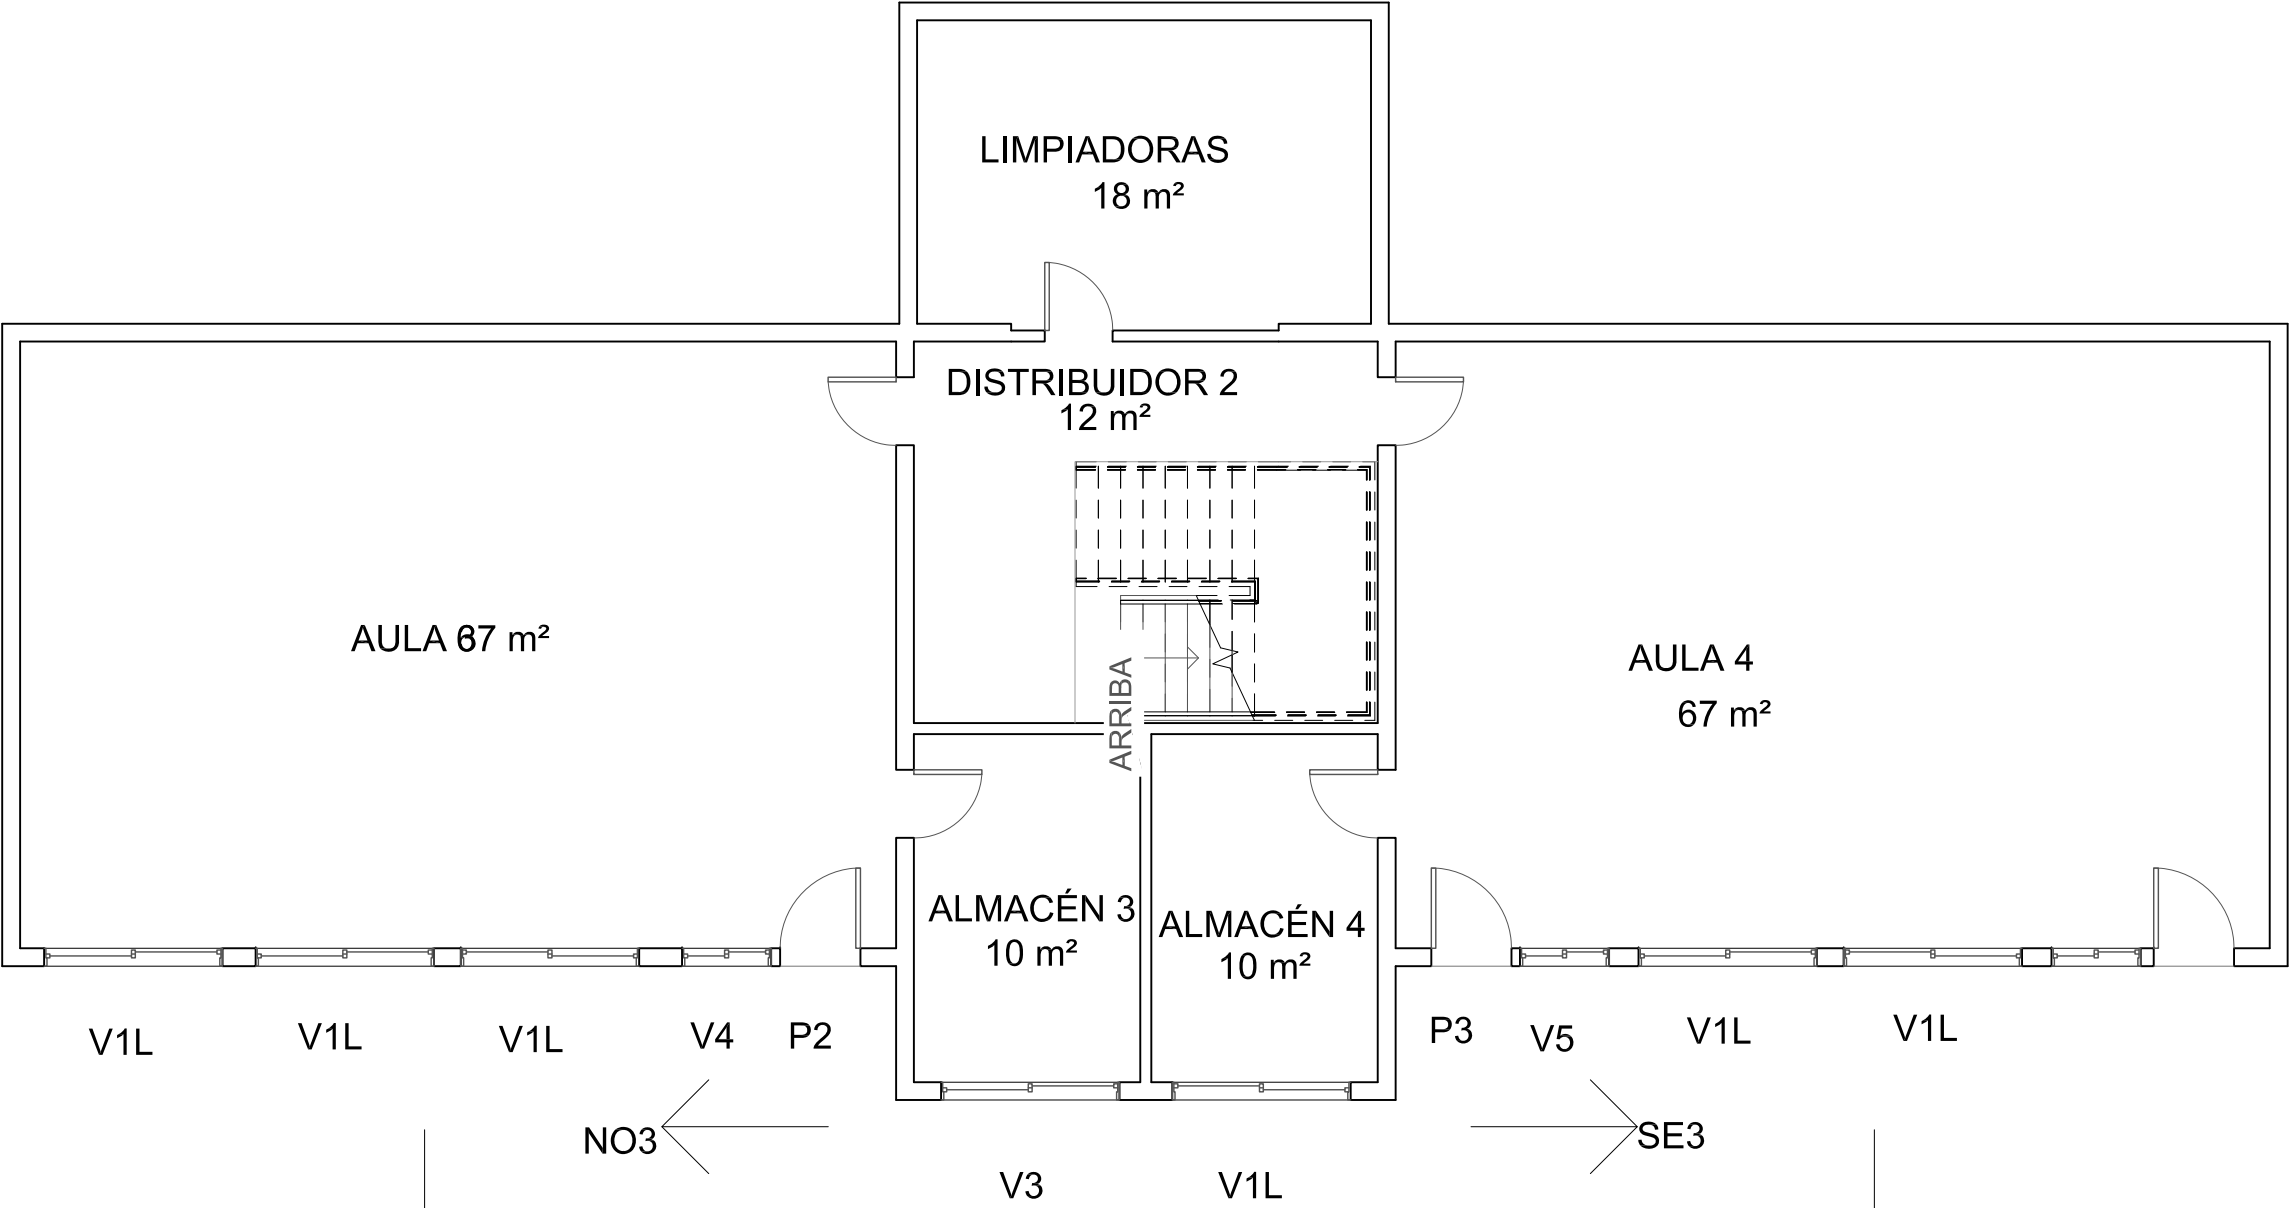 LIMPIADORAS
18 m²
DISTRIBUIDOR 2
12 m²
AULA 67 m²
ARRIBA
AULA 4
67 m²
ALMACÉN 3
10 m²
ALMACÉN 4
10 m²
V1L
V1L
V1L
V4
P2
P3
V5
V1L
V1L
NO3
SE3
V3
V1L